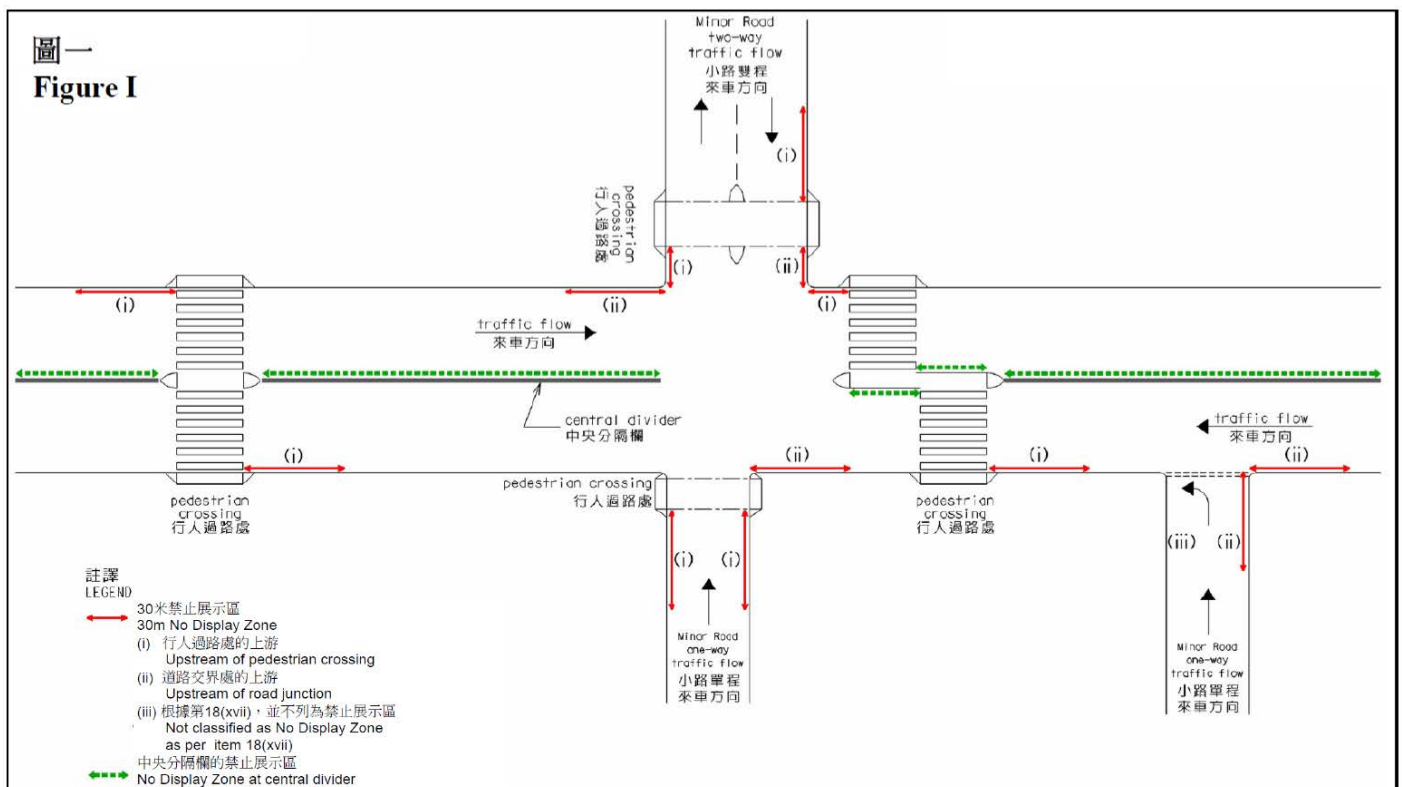 圖一
Figure I
Minor Road
two-way
traffic flow
小路雙程
來車方向
(i)
pedestrian
crossing
行人過路處
(i)
(ii)
(i)
(ii)
(i)
traffic flow
來車方向
central divider
中央分隔欄
traffic flow
來車方向
(i)
(ii)
(i)
(ii)
pedestrian
crossing
行人過路處
pedestrian crossing
行人過路處
pedestrian
crossing
行人過路處
(i)
(i)
(iii)
(ii)
Minor Road
one-way
traffic flow
小路單程
來車方向
Minor Road
one-way
traffic flow
小路單程
來車方向
註譯
LEGEND
30米禁止展示區
30m No Display Zone
(i) 行人過路處的上游
Upstream of pedestrian crossing
(ii) 道路交界處的上游
Upstream of road junction
(iii) 根據第18(xvii)，並不列為禁止展示區
Not classified as No Display Zone
as per item 18(xvii)
中央分隔欄的禁止展示區
No Display Zone at central divider